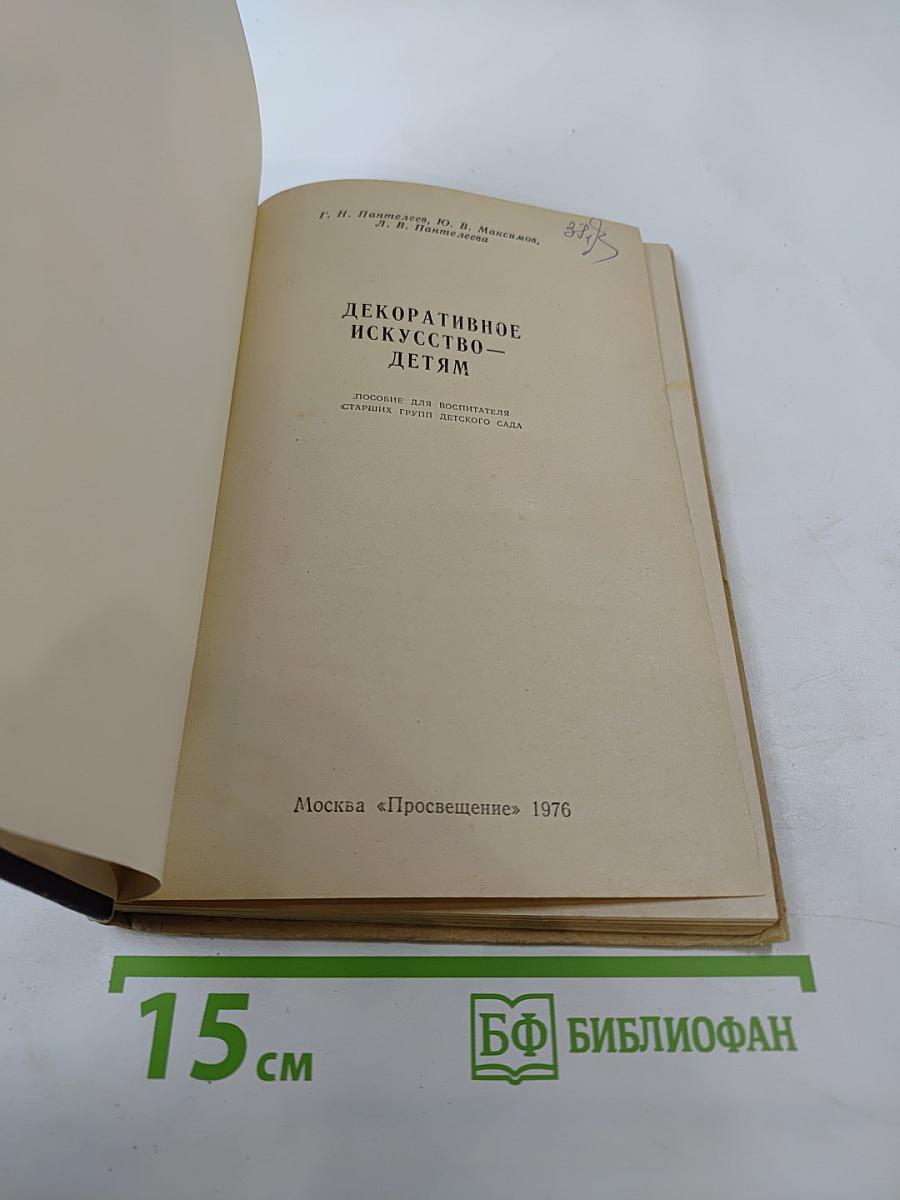 Г. Н. Пантелеев, Ю. В. Максимов,
Л. В. Пантелеева
ДЕКОРАТИВНОЕ
ИСКУССТВО—
ДЕТЯМ
ПОСОБИЕ ДЛЯ ВОСПИТАТЕЛЯ
СТАРШИХ ГРУПП ДЕТСКОГО САДА
Москва «Просвещение» 1976
15 см
БФ БИБЛИОФАН